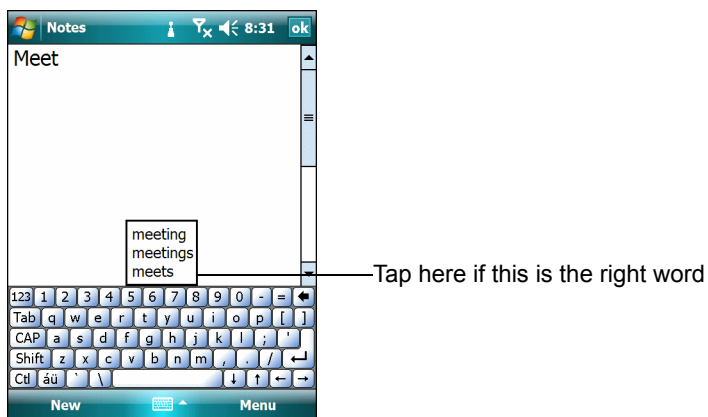 Notes 8:31 ok
Meet
meeting
meetings
meets
Tap here if this is the right word
123 1 2 3 4 5 6 7 8 9 0 - =
Tab q w e r t y u i o p [ ]
CAP a s d f g h j k l ; '
Shift z x c v b n m , . /
Ctl áü ` \
New Menu